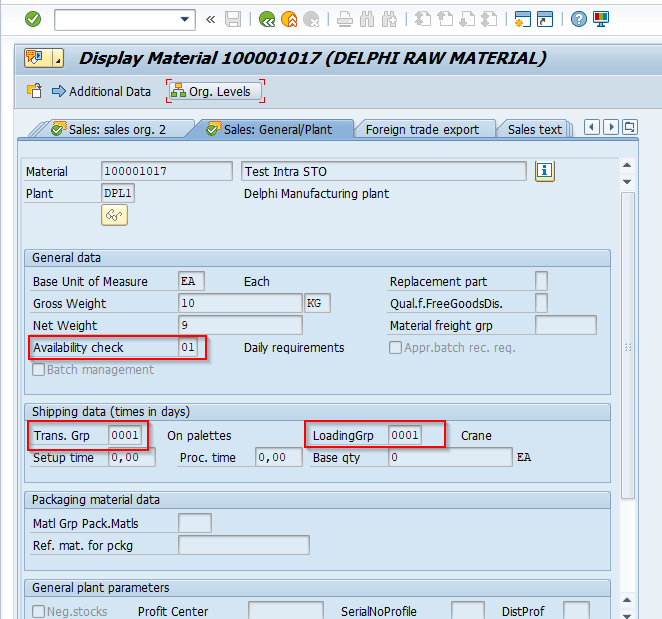 Display Material 100001017 (DELPHI RAW MATERIAL)
Additional Data Org. Levels
Sales: sales org. 2 Sales: General/Plant Foreign trade export Sales text
Material 100001017 Test Intra STO
Plant DPL1 Delphi Manufacturing plant
General data
Base Unit of Measure EA Each Replacement part
Gross Weight 10 KG Qual.f.FreeGoodsDis.
Net Weight 9 Material freight grp
Availability check 01 Daily requirements Appr.batch rec. req.
Batch management
Shipping data (times in days)
Trans. Grp 0001 On palettes LoadingGrp 0001 Crane
Setup time 0,00 Proc. time 0,00 Base qty 0 EA
Packaging material data
Matl Grp Pack.Matls
Ref. mat. for pckg
General plant parameters
Neg.stocks Profit Center SerialNoProfile DistProf